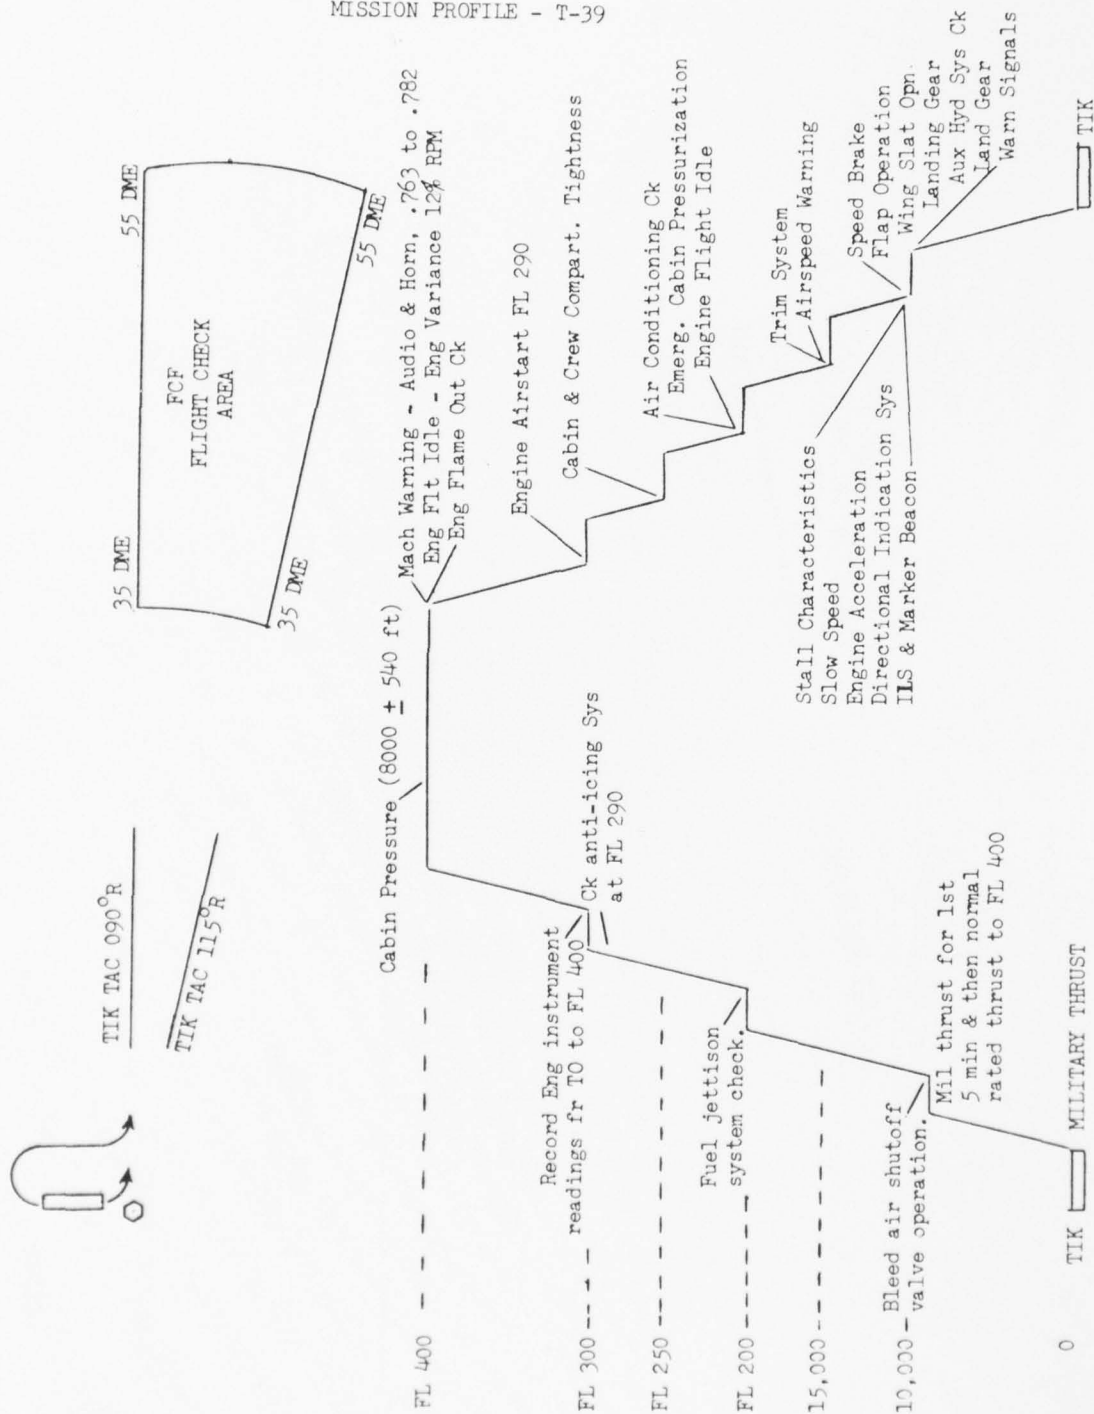 MISSION PROFILE - T-39
TIK TAC 090°R
TIK TAC 115°R
35 DME
55 DME
35 DME
55 DME
FCF
FLIGHT CHECK
AREA
FL 400
FL 300
FL 250
FL 200
15,000
10,000
0
TIK
MILITARY THRUST
Bleed air shutoff
valve operation.
Mil thrust for 1st
5 min & then normal
rated thrust to FL 400
Fuel jettison
system check.
Record Eng instrument
readings fr TO to FL 400
Ck anti-icing Sys
at FL 290
Cabin Pressure (8000 ± 540 ft)
Mach Warning - Audio & Horn, .763 to .782
Eng Flt Idle - Eng Variance 12% RPM
Eng Flame Out Ck
Engine Airstart FL 290
Cabin & Crew Compart. Tightness
Air Conditioning Ck
Emerg. Cabin Pressurization
Engine Flight Idle
Trim System
Airspeed Warning
Stall Characteristics
Slow Speed
Engine Acceleration
Directional Indication Sys
ILS & Marker Beacon
Speed Brake
Flap Operation
Wing Slat Opn.
Landing Gear
Aux Hyd Sys Ck
Land Gear
Warn Signals
TIK